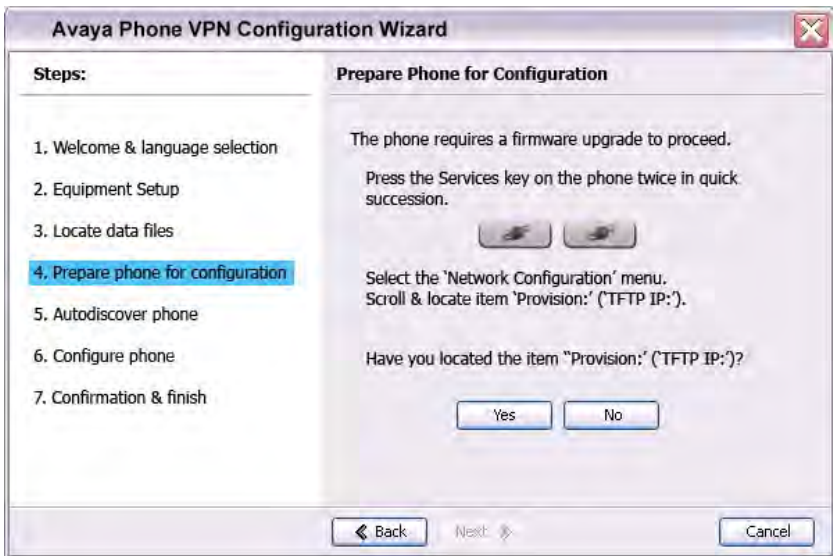 Avaya Phone VPN Configuration Wizard
Steps:
1. Welcome & language selection
2. Equipment Setup
3. Locate data files
4. Prepare phone for configuration
5. Autodiscover phone
6. Configure phone
7. Confirmation & finish
Prepare Phone for Configuration
The phone requires a firmware upgrade to proceed.
Press the Services key on the phone twice in quick
succession.
Select the ‘Network Configuration’ menu.
Scroll & locate item ‘Provision:’ (‘TFTP IP:’).
Have you located the item “Provision:’ (‘TFTP IP:’)?
Yes No
Back Next Cancel